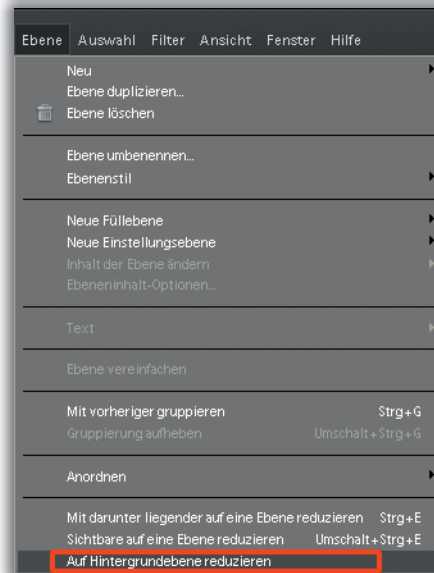 Ebene Auswahl Filter Ansicht Fenster Hilfe
Neu
Ebene duplizieren...
Ebene löschen
Ebene umbenennen...
Ebenenstil
Neue Füllebene
Neue Einstellungsebene
Inhalt der Ebene ändern
Ebeneninhalt-Optionen...
Text
Ebene vereinfachen
Mit vorheriger gruppieren Strg+G
Gruppierung aufheben Umschalt+Strg+G
Anordnen
Mit darunter liegender auf eine Ebene reduzieren Strg+E
Sichtbare auf eine Ebene reduzieren Umschalt+Strg+E
Auf Hintergrundebene reduzieren